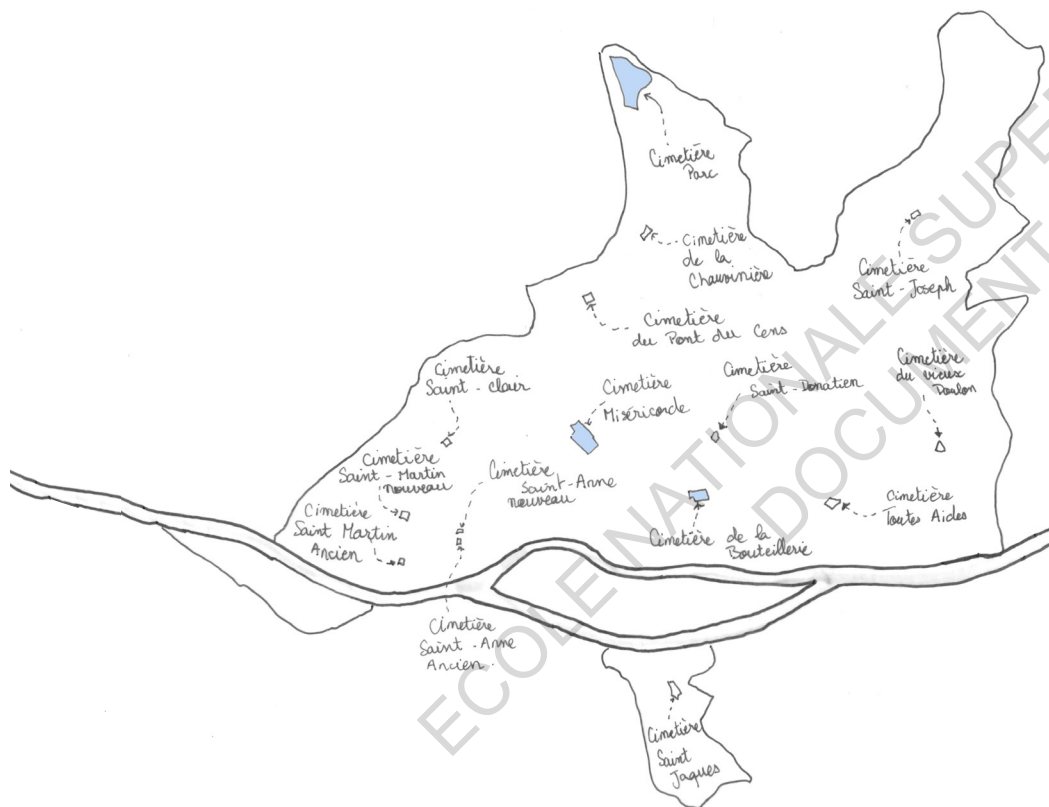 Cimetière
Parc
Cimetière
de la
Chauvinière
Cimetière
Saint-Joseph
Cimetière
du Pont du Cens
Cimetière
Saint-Clair
Cimetière
Miséricorde
Cimetière
Saint-Donatien
Cimetière
du vieux
Doulon
Cimetière
Saint-Martin
nouveau
Cimetière
Saint-Anne
nouveau
Cimetière
Saint Martin
Ancien
Cimetière de la
Bouteillerie
Cimetière
Toutes Aides
Cimetière
Saint-Anne
Ancien.
Cimetière
Saint
Jaques
ECOLE NATIONALE SUPE
DOCUMENT